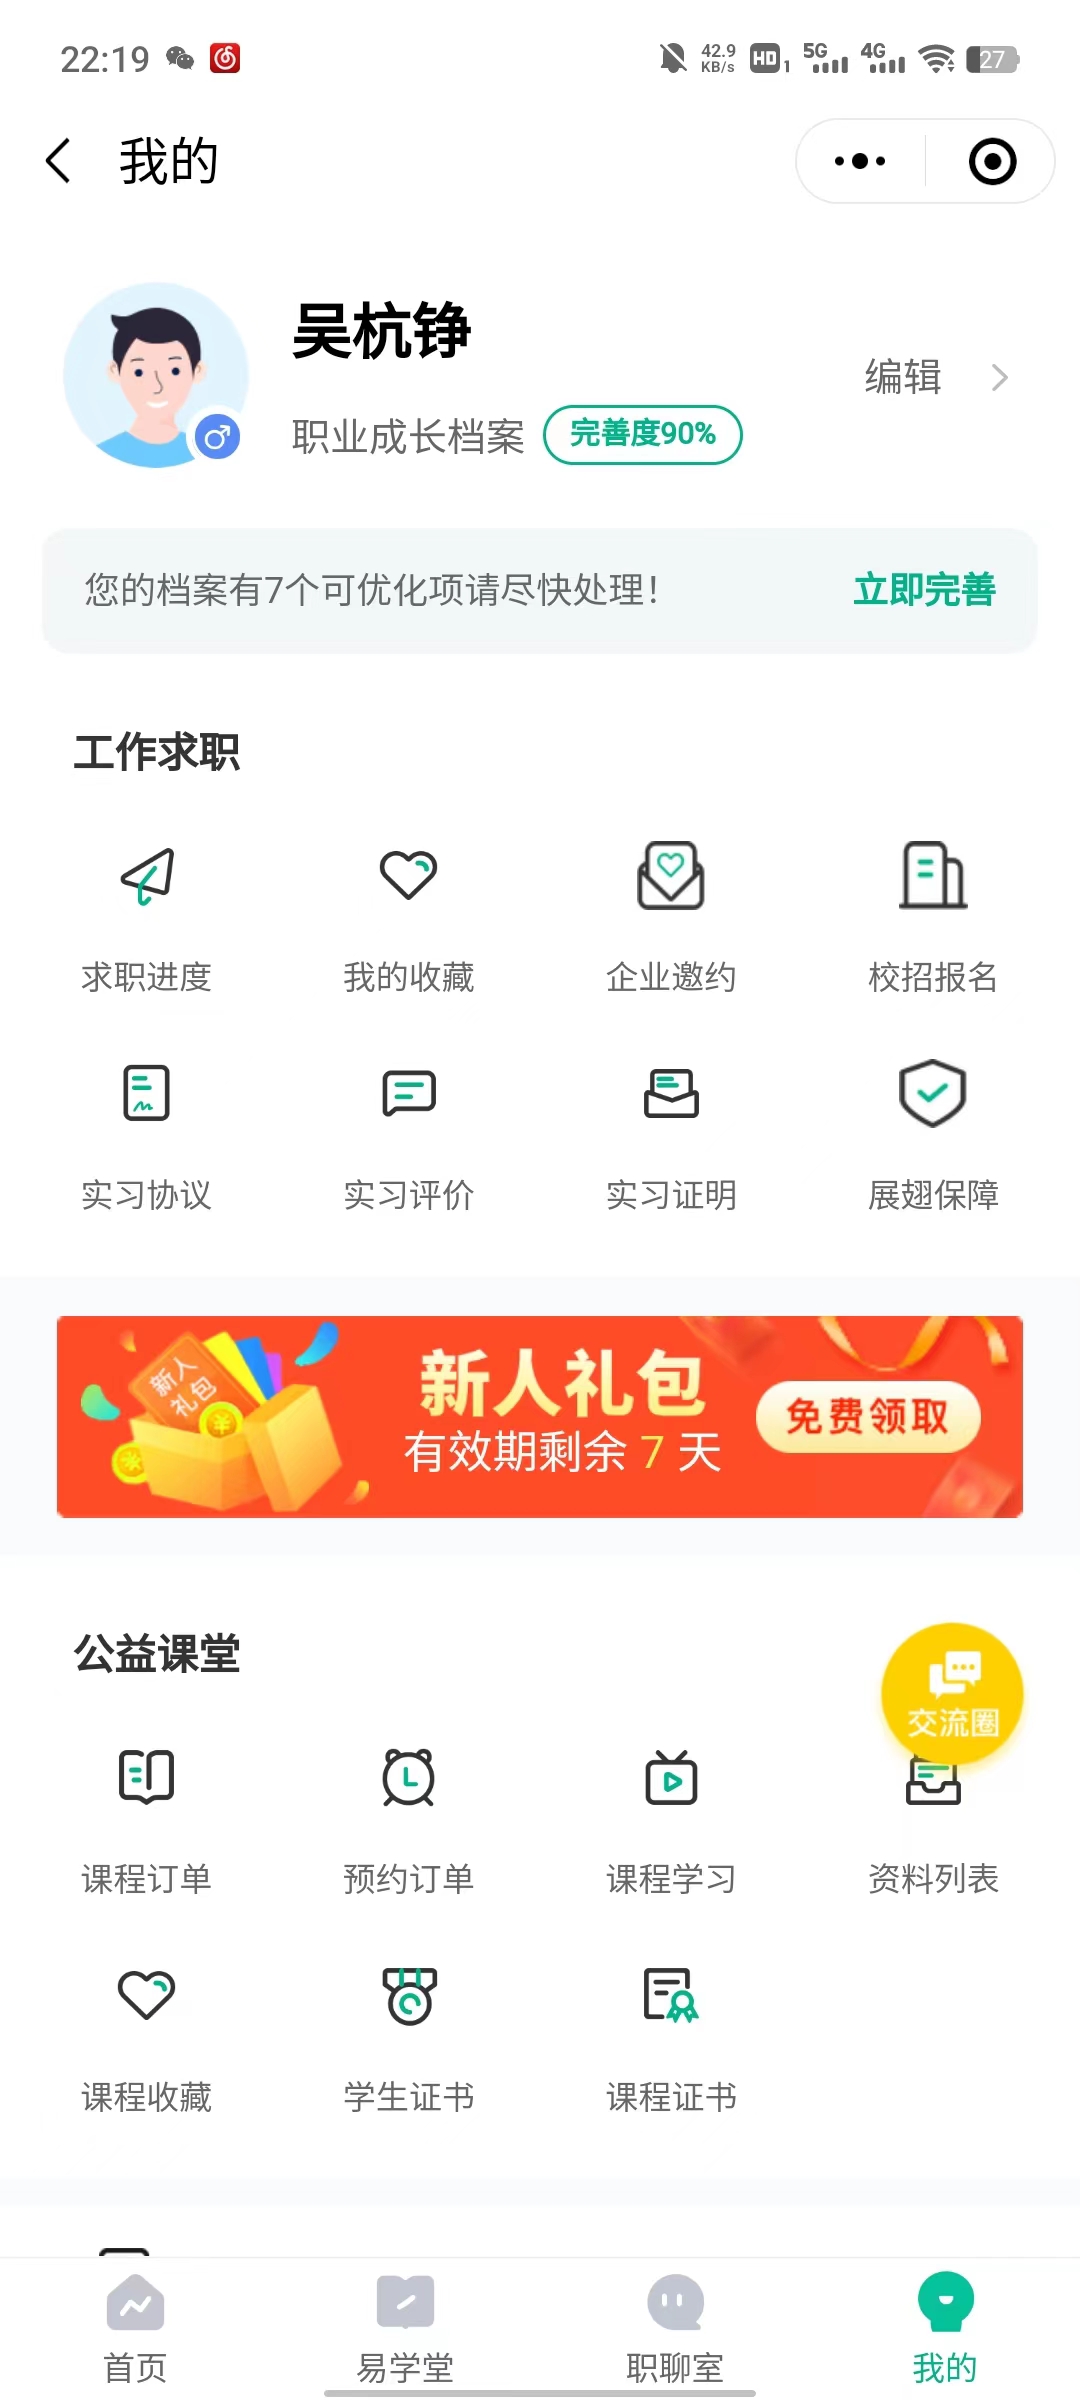 22:19
42.9
KB/s
HD 1
5G
4G
27
我的
吴杭铮
编辑
职业成长档案
完善度90%
您的档案有7个可优化项请尽快处理!
立即完善
工作求职
求职进度 我的收藏 企业邀约 校招报名
实习协议 实习评价 实习证明 展翅保障
新人
礼包
新人礼包
有效期剩余 7 天
免费领取
公益课堂
交流圈
课程订单 预约订单 课程学习 资料列表
课程收藏 学生证书 课程证书
首页 易学堂 职聊室 我的